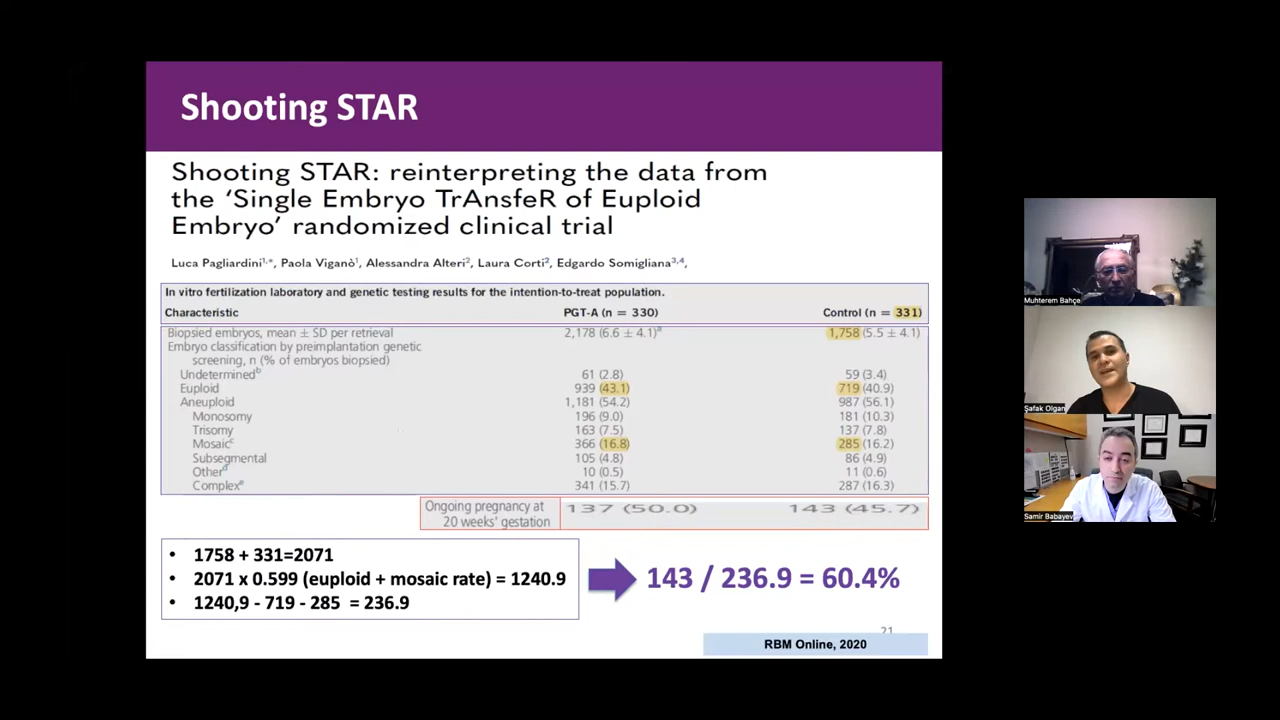 Shooting STAR
Shooting STAR: reinterpreting the data from
the ‘Single Embryo TrAnsfeR of Euploid
Embryo’ randomized clinical trial
Luca Pagliardini1,*, Paola Viganò1, Alessandra Alteri2, Laura Corti2, Edgardo Somigliana3,4,
In vitro fertilization laboratory and genetic testing results for the intention-to-treat population.
Characteristic PGT-A (n = 330) Control (n = 331)
Biopsied embryos, mean ± SD per retrieval 2,178 (6.6 ± 4.1)a 1,758 (5.5 ± 4.1)
Embryo classification by preimplantation genetic
screening, n (% of embryos biopsied)
Undeterminedb 61 (2.8) 59 (3.4)
Euploid 939 (43.1) 719 (40.9)
Aneuploid 1,181 (54.2) 987 (56.1)
Monosomy 196 (9.0) 181 (10.3)
Trisomy 163 (7.5) 137 (7.8)
Mosaicc 366 (16.8) 285 (16.2)
Subsegmental 105 (4.8) 86 (4.9)
Otherd 10 (0.5) 11 (0.6)
Complexe 341 (15.7) 287 (16.3)
Ongoing pregnancy at
20 weeks' gestation
137 (50.0) 143 (45.7)
• 1758 + 331=2071
• 2071 x 0.599 (euploid + mosaic rate) = 1240.9
• 1240,9 - 719 - 285 = 236.9
143 / 236.9 = 60.4%
21
RBM Online, 2020
Muhterem Bahçe
Şafak Olgan
Samir Babayev